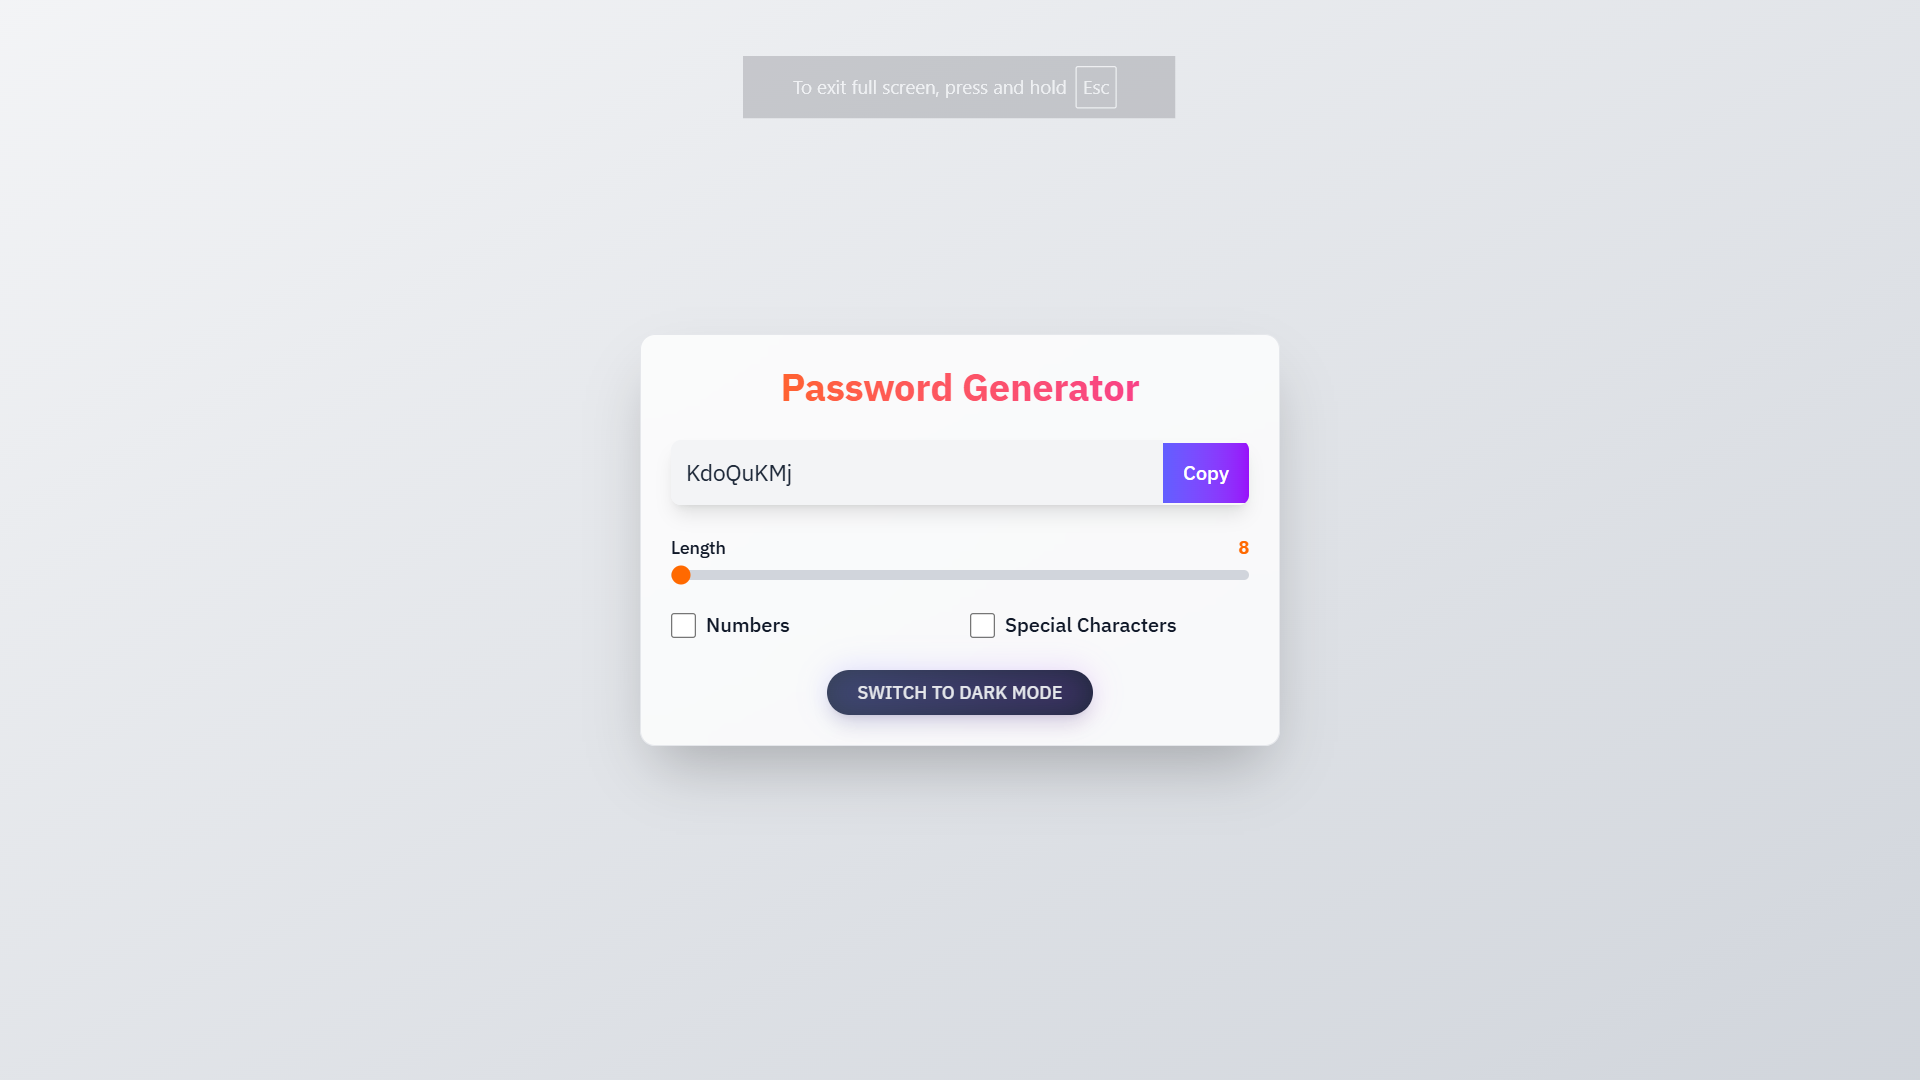 To exit full screen, press and hold Esc
Password Generator
KdoQuKMj
Copy
Length
8
Numbers
Special Characters
SWITCH TO DARK MODE